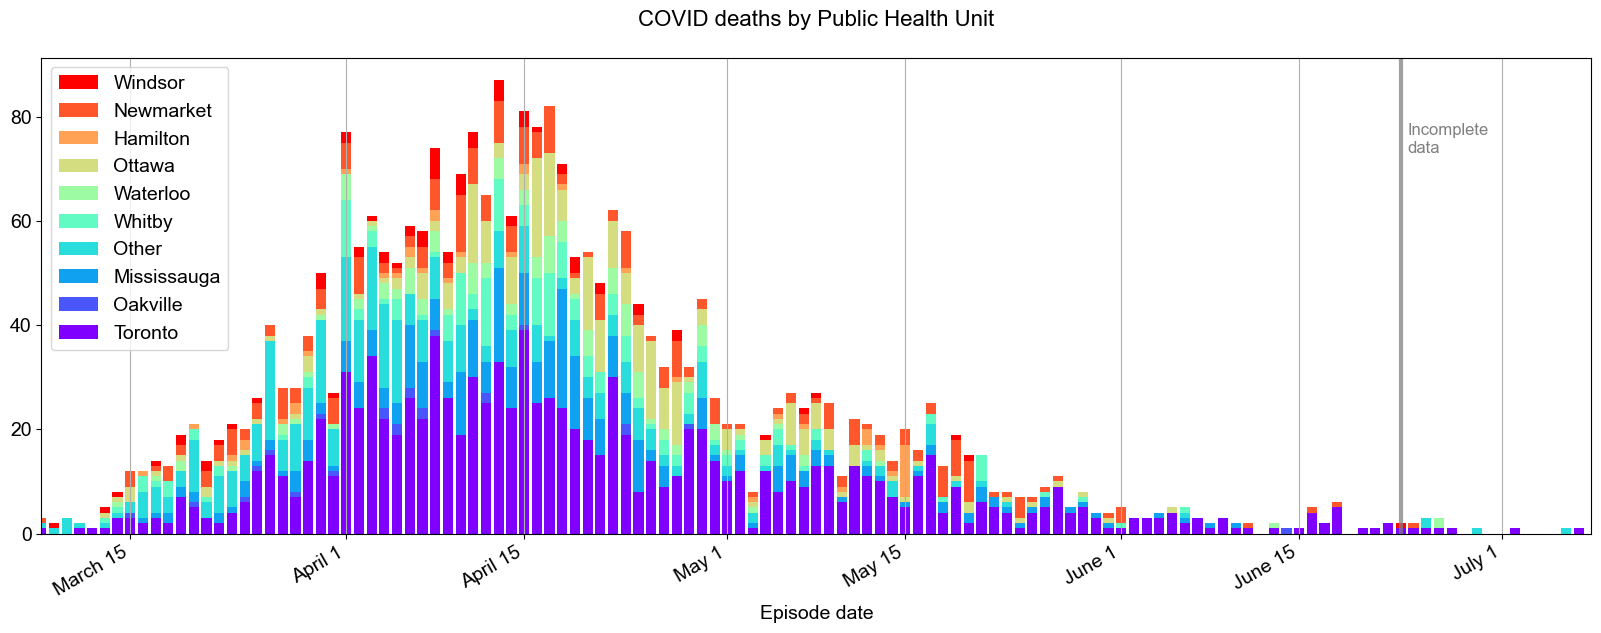 COVID deaths by Public Health Unit
Windsor
Newmarket
Hamilton
Ottawa
Waterloo
Whitby
Other
Mississauga
Oakville
Toronto
Incomplete
data
80
60
40
20
0
March 15
April 1
April 15
May 1
May 15
June 1
June 15
July 1
Episode date